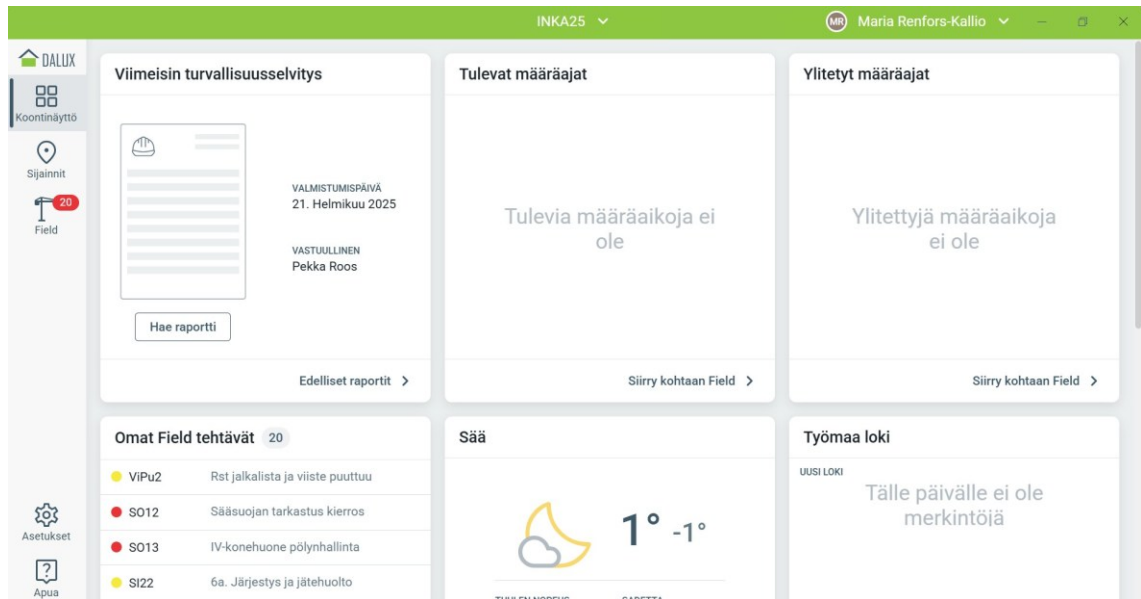 INKA25
MR Maria Renfors-Kallio
DALUX
Koontinäyttö
Sijainnit
20
Field
Asetukset
Apua
Viimeisin turvallisuusselvitys
VALMISTUMISPÄIVÄ
21. Helmikuu 2025
VASTUULLINEN
Pekka Roos
Hae raportti
Edelliset raportit
Tulevat määräajat
Tulevia määräaikoja ei
ole
Siirry kohtaan Field
Ylitetyt määräajat
Ylitettyjä määräaikoja
ei ole
Siirry kohtaan Field
Omat Field tehtävät 20
ViPu2 Rst jalkalista ja viiste puuttuu
SO12 Sääsuojan tarkastus kierros
SO13 IV-konehuone pölynhallinta
SI22 6a. Järjestys ja jätehuolto
Sää
1° -1°
TUULEN NOPEUS SADETTA
Työmaa loki
UUSI LOKI
Tälle päivälle ei ole
merkintöjä